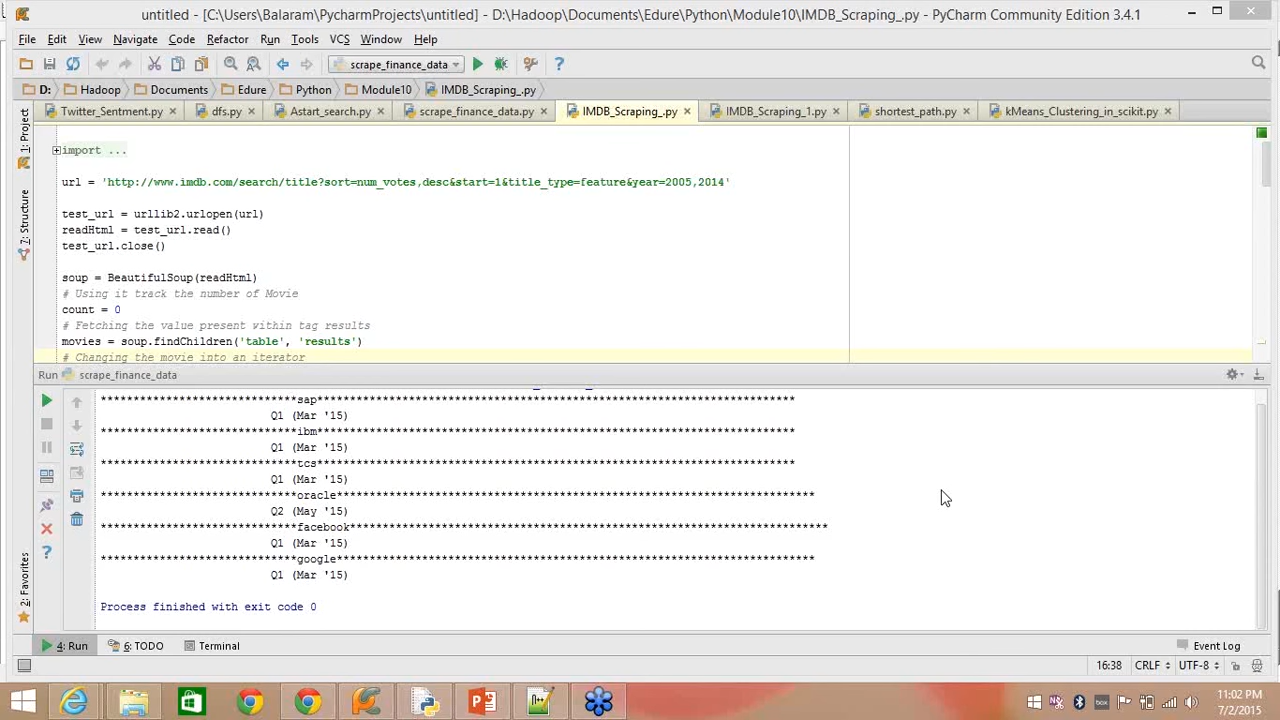 untitled - [C:\Users\Balaram\PycharmProjects\untitled] - D:\Hadoop\Documents\Edure\Python\Module10\IMDB_Scraping_.py - PyCharm Community Edition 3.4.1
File Edit View Navigate Code Refactor Run Tools VCS Window Help
scrape_finance_data
D: Hadoop Documents Edure Python Module10 IMDB_Scraping_.py
Twitter_Sentment.py dfs.py Astart_search.py scrape_finance_data.py IMDB_Scraping_.py IMDB_Scraping_1.py shortest_path.py kMeans_Clustering_in_scikit.py
1: Project
7: Structure
2: Favorites
import ...
url = 'http://www.imdb.com/search/title?sort=num_votes,desc&start=1&title_type=feature&year=2005,2014'
test_url = urllib2.urlopen(url)
readHtml = test_url.read()
test_url.close()
soup = BeautifulSoup(readHtml)
# Using it track the number of Movie
count = 0
# Fetching the value present within tag results
movies = soup.findChildren('table', 'results')
# Changing the movie into an iterator
Run scrape_finance_data
******************************sap*************************************************************************
Q1 (Mar '15)
******************************ibm*************************************************************************
Q1 (Mar '15)
******************************tcs*************************************************************************
Q1 (Mar '15)
******************************oracle*************************************************************************
Q2 (May '15)
******************************facebook*************************************************************************
Q1 (Mar '15)
******************************google*************************************************************************
Q1 (Mar '15)
Process finished with exit code 0
4: Run 6: TODO Terminal Event Log
16:38 CRLF UTF-8
11:02 PM
7/2/2015